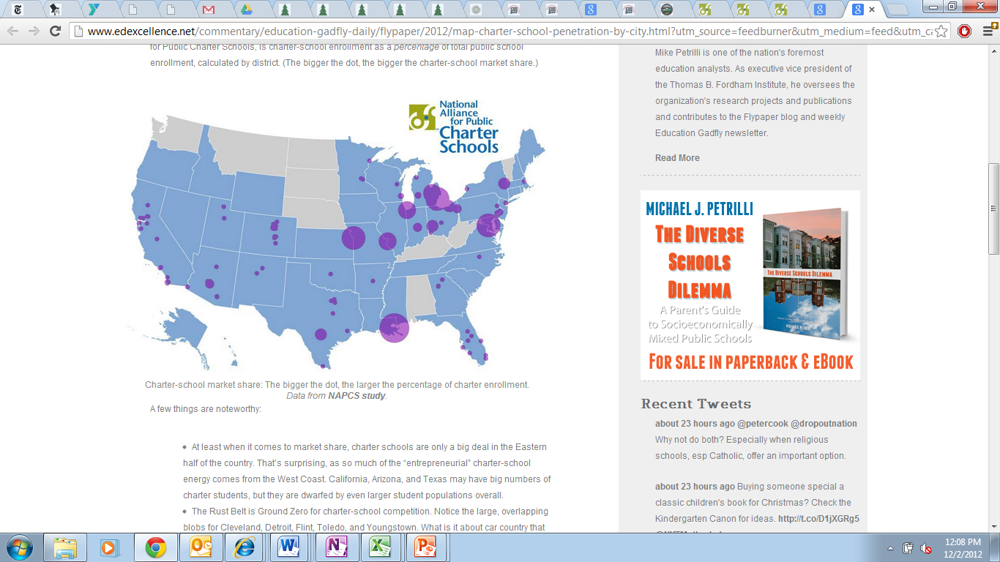 www.edexcellence.net/commentary/education-gadfly-daily/flypaper/2012/map-charter-school-penetration-by-city.html?utm_source=feedburner&utm_medium=feed&utm_ca
for Public Charter Schools, is charter-school enrollment as a percentage of total public school
enrollment, calculated by district. (The bigger the dot, the bigger the charter-school market share.)
National
Alliance
for Public
Charter
Schools
Charter-school market share: The bigger the dot, the larger the percentage of charter enrollment.
Data from NAPCS study.
A few things are noteworthy:
At least when it comes to market share, charter schools are only a big deal in the Eastern
half of the country. That's surprising, as so much of the “entrepreneurial” charter-school
energy comes from the West Coast. California, Arizona, and Texas may have big numbers of
charter students, but they are dwarfed by even larger student populations overall.
The Rust Belt is Ground Zero for charter-school competition. Notice the large, overlapping
blobs for Cleveland, Detroit, Flint, Toledo, and Youngstown. What is it about car country that
Mike Petrilli is one of the nation's foremost
education analysts. As executive vice president of
the Thomas B. Fordham Institute, he oversees the
organization's research projects and publications
and contributes to the Flypaper blog and weekly
Education Gadfly newsletter.
Read More
MICHAEL J. PETRILLI
THE DIVERSE
SCHOOLS
DILEMMA
A Parent's Guide
to Socioeconomically
Mixed Public Schools
THE DIVERSE SCHOOLS DILEMMA
FOR SALE IN PAPERBACK & EBOOK
Recent Tweets
about 23 hours ago @petercook @dropoutnation
Why not do both? Especially when religious
schools, esp Catholic, offer an important option.
about 23 hours ago Buying someone special a
classic children's book for Christmas? Check the
Kindergarten Canon for ideas. http://t.co/D1jXGRg5
12:08 PM
12/2/2012